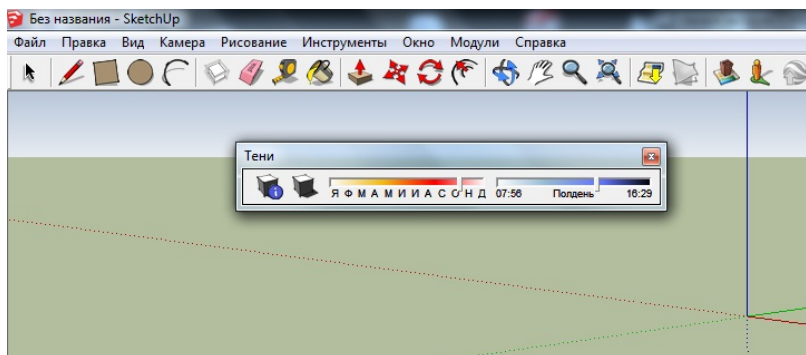 Без названия - SketchUp
Файл Правка Вид Камера Рисование Инструменты Окно Модули Справка
Тени
Я Ф М А М И И А С О Н Д 07:56 Полдень 16:29